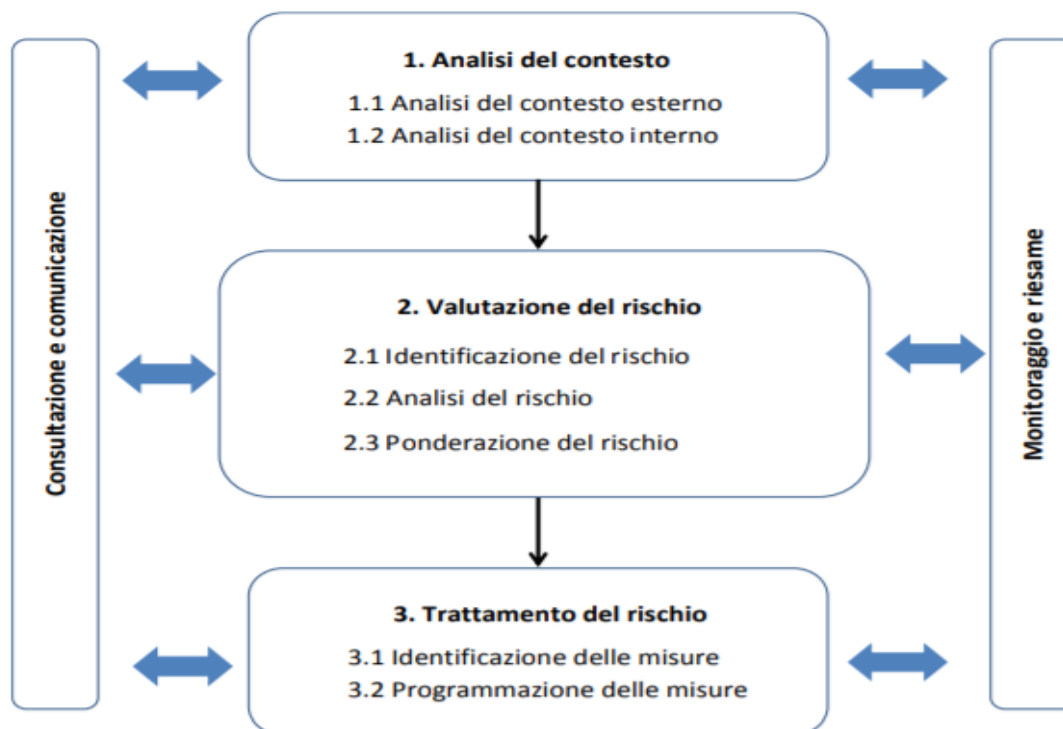 Consultazione e comunicazione
1. Analisi del contesto
1.1 Analisi del contesto esterno
1.2 Analisi del contesto interno
2. Valutazione del rischio
2.1 Identificazione del rischio
2.2 Analisi del rischio
2.3 Ponderazione del rischio
3. Trattamento del rischio
3.1 Identificazione delle misure
3.2 Programmazione delle misure
Monitoraggio e riesame